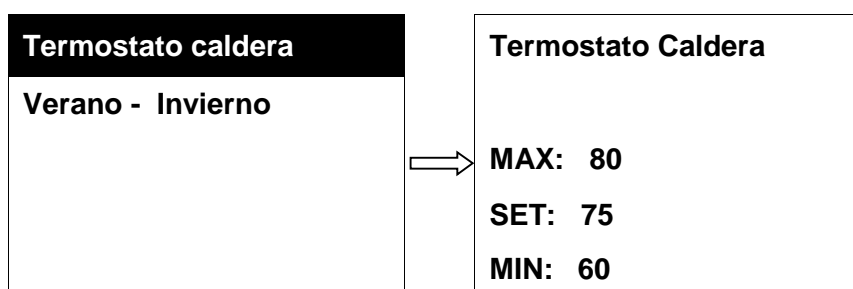 Termostato caldera
Verano - Invierno
Termostato Caldera
MAX: 80
SET: 75
MIN: 60